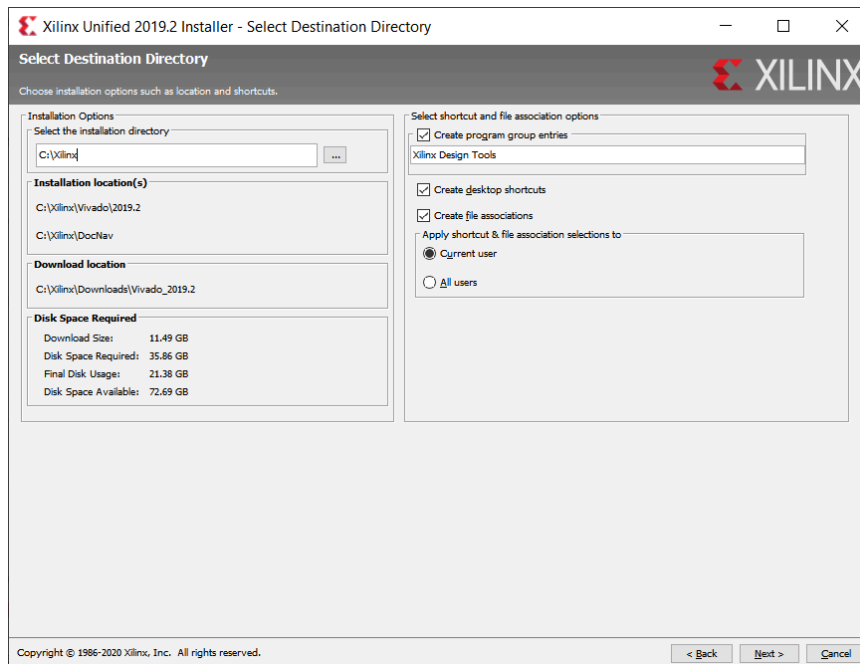 Xilinx Unified 2019.2 Installer - Select Destination Directory
Select Destination Directory
Choose installation options such as location and shortcuts.
XILINX
Installation Options
Select the installation directory
C:\Xilinx
...
Installation location(s)
C:\Xilinx\Vivado\2019.2
C:\Xilinx\DocNav
Download location
C:\Xilinx\Downloads\Vivado_2019.2
Disk Space Required
Download Size: 11.49 GB
Disk Space Required: 35.86 GB
Final Disk Usage: 21.38 GB
Disk Space Available: 72.69 GB
Select shortcut and file association options
Create program group entries
Xilinx Design Tools
Create desktop shortcuts
Create file associations
Apply shortcut & file association selections to
Current user
All users
Copyright © 1986-2020 Xilinx, Inc. All rights reserved.
< Back
Next >
Cancel